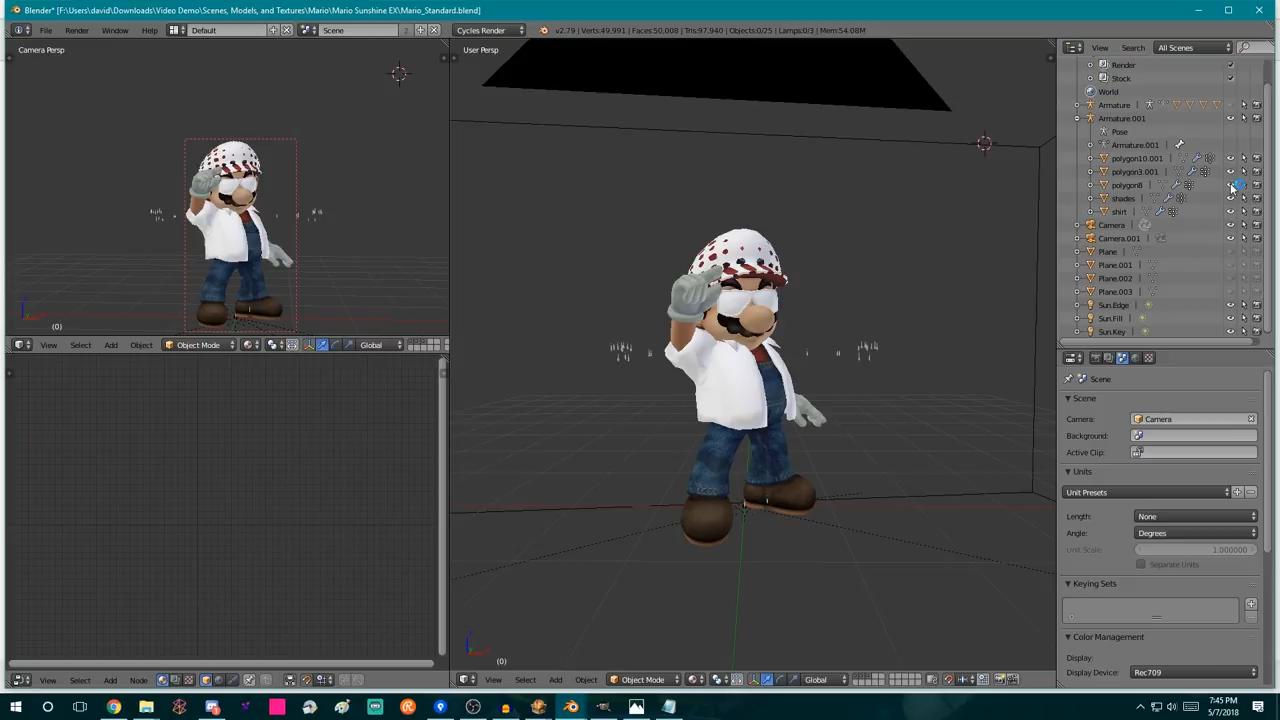 Blender* [F:\Users\david\Downloads\Video Demo\Scenes, Models, and Textures\Mario\Mario Sunshine EX\Mario_Standard.blend]
File Render Window Help Default Scene 2 Cycles Render v2.79 | Verts:49,991 | Faces:50,008 | Tris:97,940 | Objects:0/25 | Lamps:0/3 | Mem:54.08M
View Search All Scenes
Camera Persp
User Persp
Render
Stock
World
Armature
Armature.001
Pose
Armature.001
polygon10.001
polygon3.001
polygon8
shades
shirt
Camera
Camera.001
Plane
Plane.001
Plane.002
Plane.003
Sun.Edge
Sun.Fill
Sun.Key
(0)
View Select Add Object Object Mode Global
Scene
Scene
Camera: Camera
Background:
Active Clip:
Units
Unit Presets
Length: None
Angle: Degrees
Unit Scale: 1.000000
Separate Units
Keying Sets
Color Management
Display:
Display Device: Rec709
(0)
View Select Add Node
View Select Add Object Object Mode Global
7:45 PM
5/7/2018